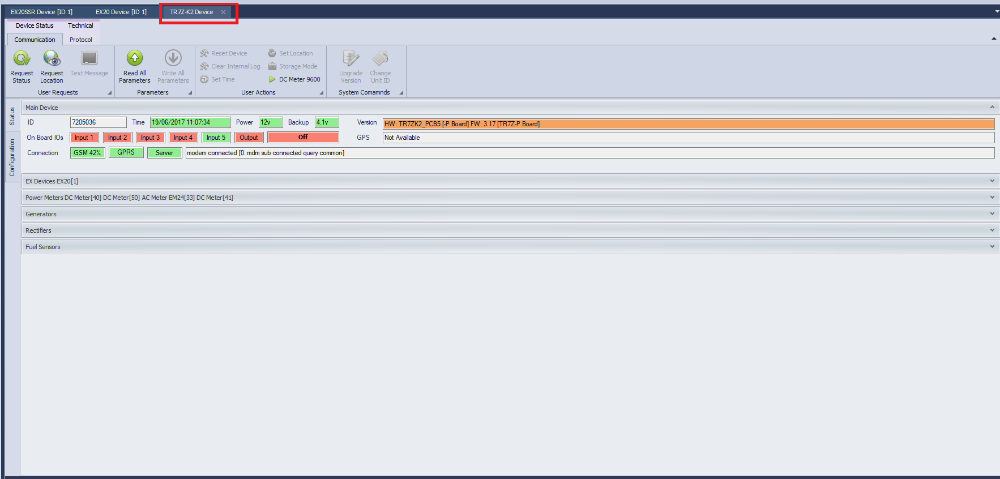 EX20SSR Device [ID 1] EX20 Device [ID 1] TR7Z-K2 Device
Device Status Technical
Communication Protocol
Request Status
Request Location
Text Message
User Requests
Read All Parameters
Write All Parameters
Parameters
Reset Device Set Location
Clear Internal Log Storage Mode
Set Time DC Meter 9600
User Actions
Upgrade Version
Change Unit ID
System Comamnds
Status
Configuration
Main Device
ID 7205036 Time 19/06/2017 11:07:34 Power 12v Backup 4.1v Version HW: TR7ZK2_PCB5 [-P Board] FW: 3.17 [TR7Z-P Board]
On Board IOs Input 1 Input 2 Input 3 Input 4 Input 5 Output Off GPS Not Available
Connection GSM 42% GPRS Server modem connected [0. mdm sub connected query common]
EX Devices EX20[1]
Power Meters DC Meter[40] DC Meter[50] AC Meter EM24[33] DC Meter[41]
Generators
Rectifiers
Fuel Sensors